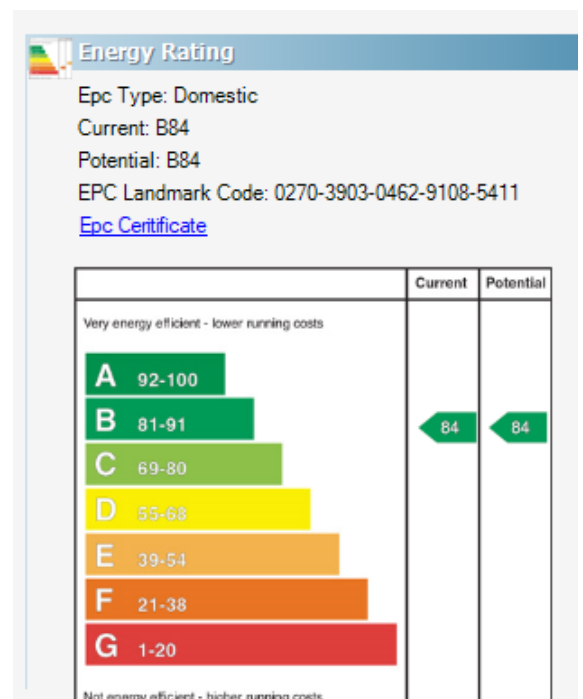 Energy Rating
Epc Type: Domestic
Current: B84
Potential: B84
EPC Landmark Code: 0270-3903-0462-9108-5411
Epc Ceritificate
Current Potential
Very energy efficient - lower running costs
A 92-100
B 81-91 84 84
C 69-80
D 55-68
E 39-54
F 21-38
G 1-20
Not energy efficient - higher running costs